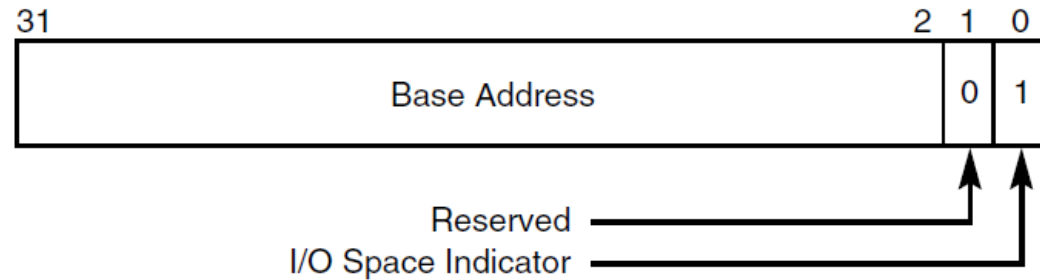 31 2 1 0
Base Address 0 1
Reserved
I/O Space Indicator